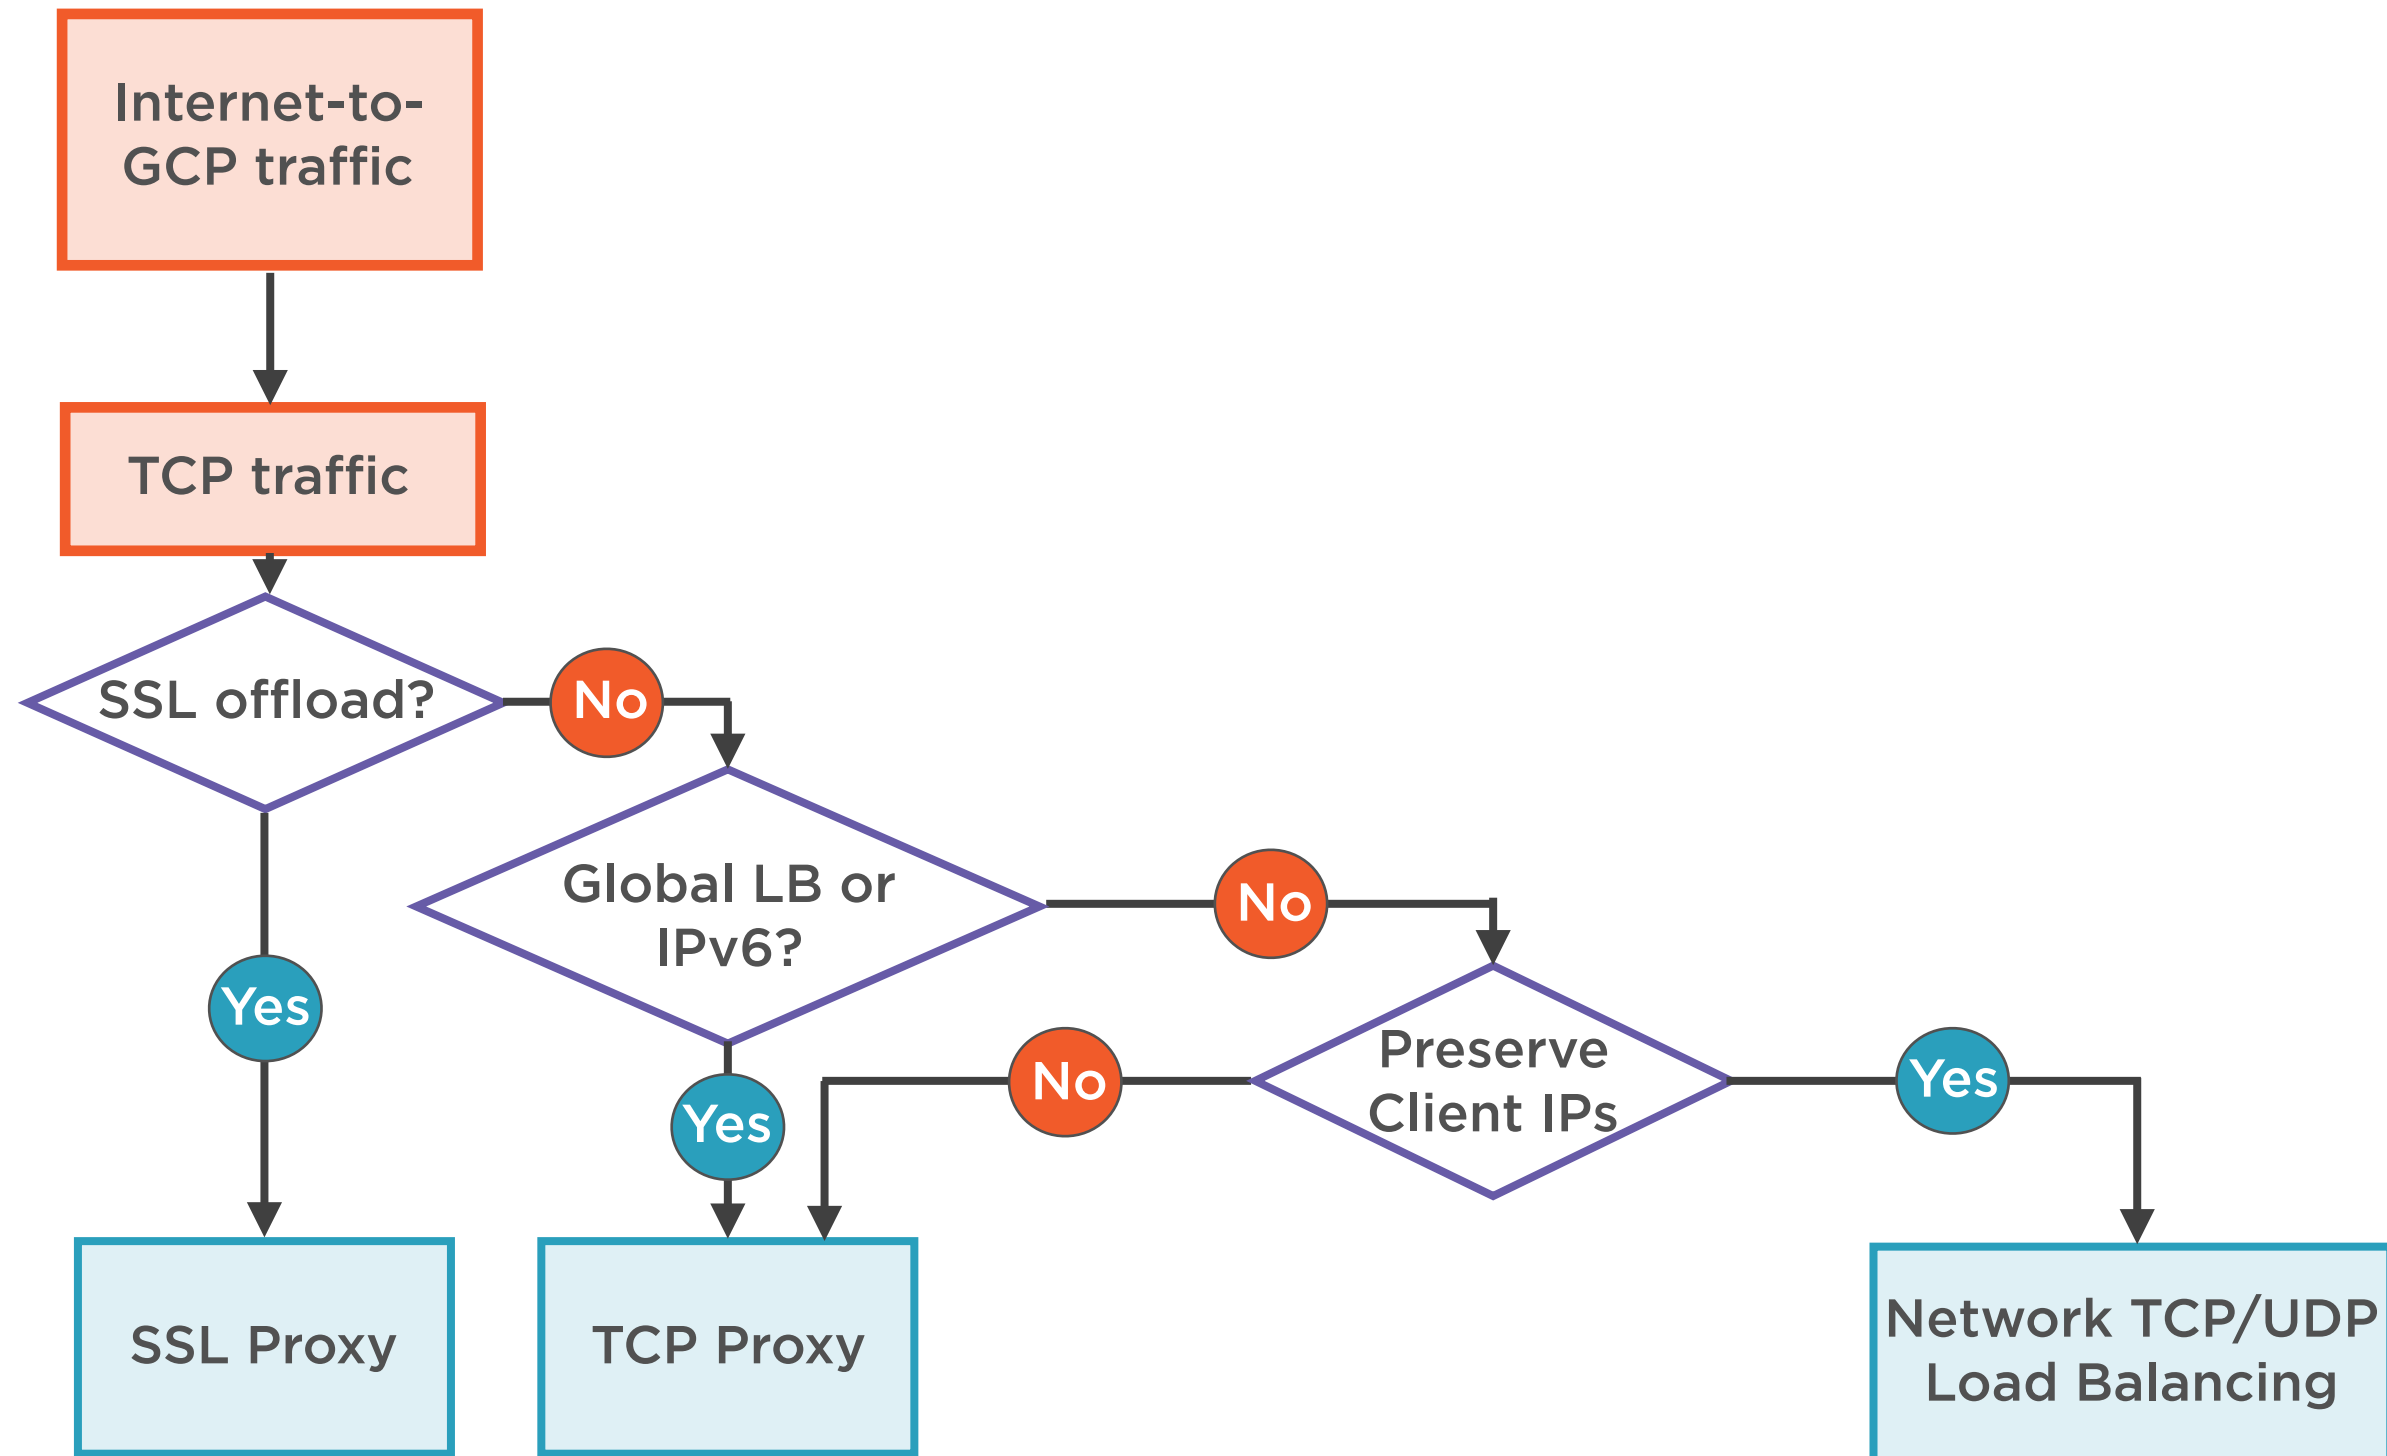 Internet-to-
GCP traffic
TCP traffic
SSL offload?
No
Global LB or
IPv6?
No
Yes
Preserve
Client IPs
No
Yes
Yes
SSL Proxy
TCP Proxy
Network TCP/UDP
Load Balancing